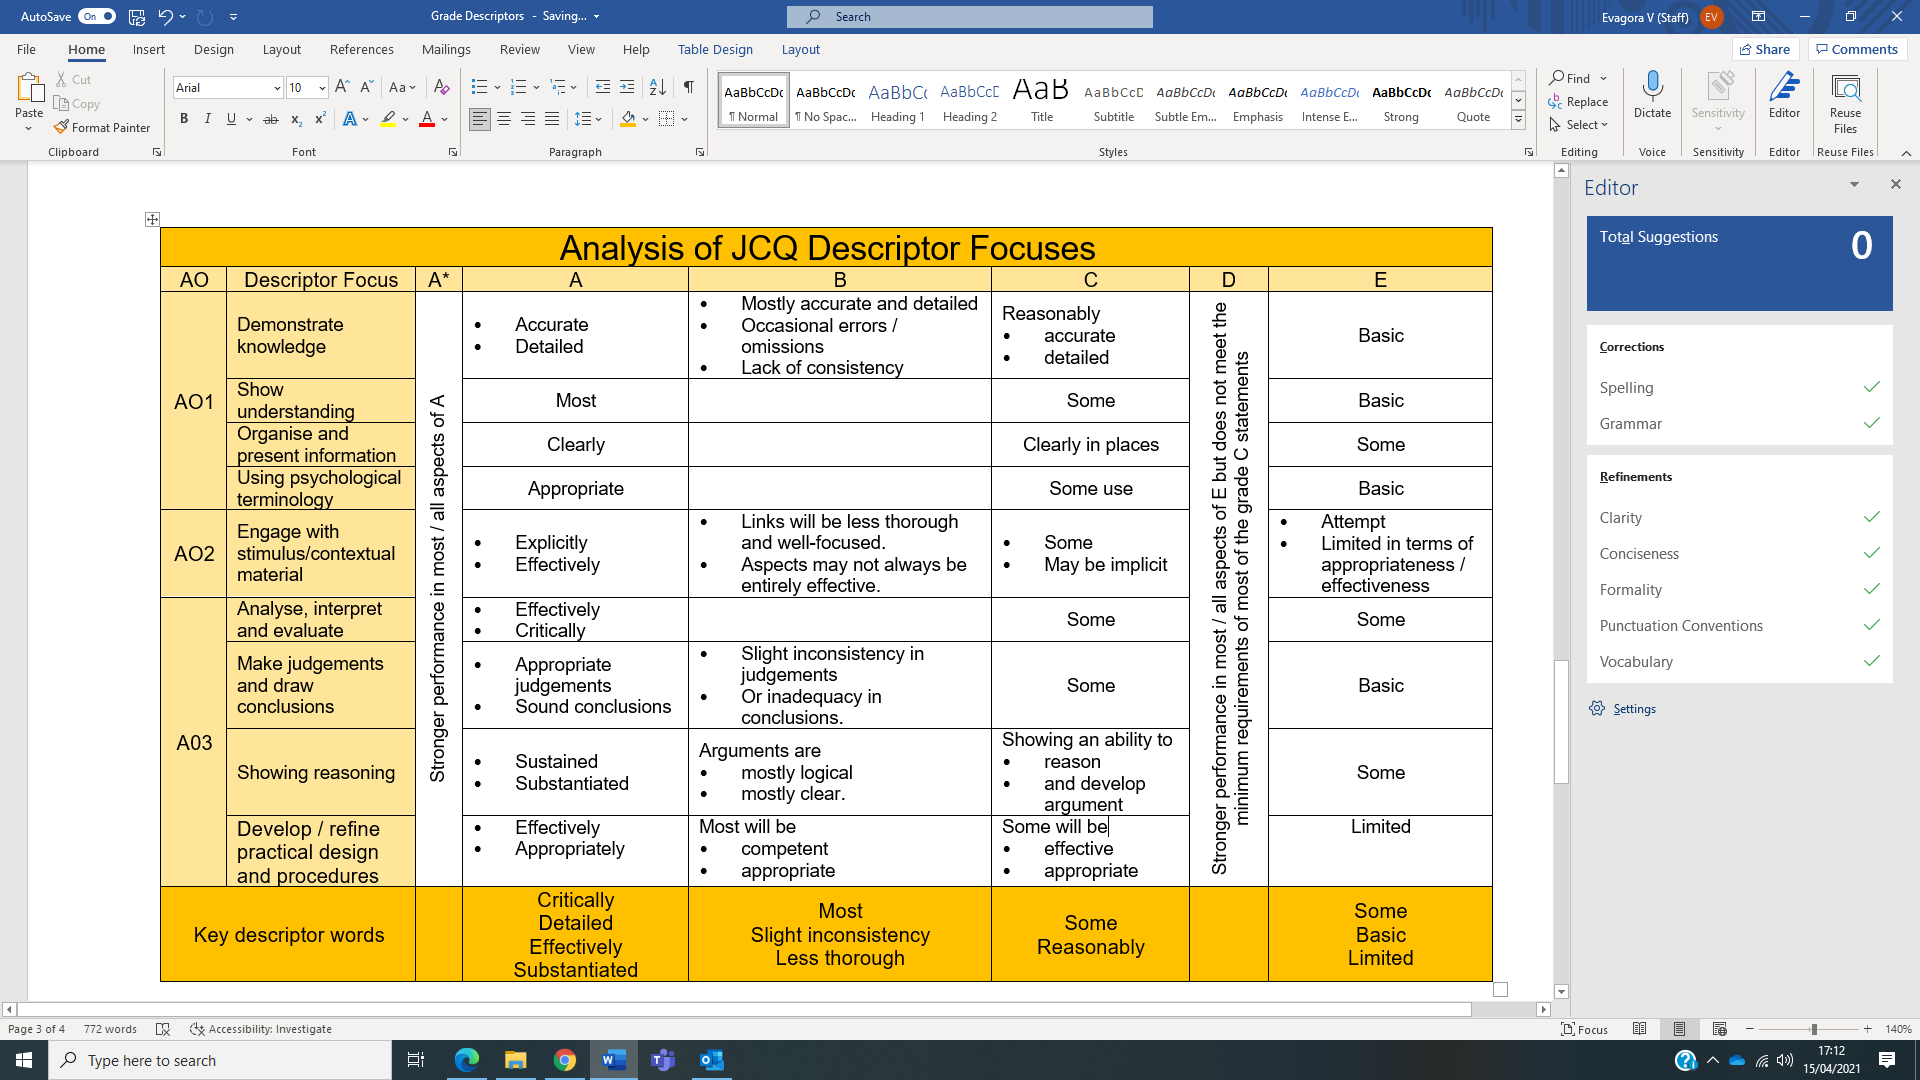 AutoSave On Grade Descriptors - Saving... Search Evagora V (Staff) EV
File Home Insert Design Layout References Mailings Review View Help Table Design Layout Share Comments
Paste
Cut
Copy
Format Painter
Clipboard
Arial 10
Aa
B I U ab x₂ x² A A
Font
Paragraph
AaBbCcDc AaBbCcDc AaBbCc AaBbCcD AaB AaBbCcD AaBbCcDc AaBbCcDc AaBbCcDc AaBbCcDc AaBbCcDc
¶ Normal ¶ No Spac... Heading 1 Heading 2 Title Subtitle Subtle Em... Emphasis Intense E... Strong Quote
Styles
Find
Replace
Select
Editing
Dictate
Voice
Sensitivity
Sensitivity
Editor
Editor
Reuse
Files
Reuse Files
Analysis of JCQ Descriptor Focuses
AO Descriptor Focus A* A B C D E
AO1
Demonstrate
knowledge
Stronger performance in most / all aspects of A
• Accurate
• Detailed
• Mostly accurate and detailed
• Occasional errors /
omissions
• Lack of consistency
Reasonably
• accurate
• detailed
Stronger performance in most / all aspects of E but does not meet the
minimum requirements of most of the grade C statements
Basic
Show
understanding
Most
Some
Basic
Organise and
present information
Clearly
Clearly in places
Some
Using psychological
terminology
Appropriate
Some use
Basic
AO2
Engage with
stimulus/contextual
material
• Explicitly
• Effectively
• Links will be less thorough
and well-focused.
• Aspects may not always be
entirely effective.
• Some
• May be implicit
• Attempt
• Limited in terms of
appropriateness /
effectiveness
A03
Analyse, interpret
and evaluate
• Effectively
• Critically
Some
Some
Make judgements
and draw
conclusions
• Appropriate
judgements
• Sound conclusions
• Slight inconsistency in
judgements
• Or inadequacy in
conclusions.
Some
Basic
Showing reasoning
• Sustained
• Substantiated
Arguments are
• mostly logical
• mostly clear.
Showing an ability to
• reason
• and develop
argument
Some
Develop / refine
practical design
and procedures
• Effectively
• Appropriately
Most will be
• competent
• appropriate
Some will be
• effective
• appropriate
Limited
Key descriptor words
Critically
Detailed
Effectively
Substantiated
Most
Slight inconsistency
Less thorough
Some
Reasonably
Some
Basic
Limited
Editor
Total Suggestions 0
Corrections
Spelling
Grammar
Refinements
Clarity
Conciseness
Formality
Punctuation Conventions
Vocabulary
Settings
Page 3 of 4 772 words Accessibility: Investigate Focus 140%
Type here to search
17:12
15/04/2021